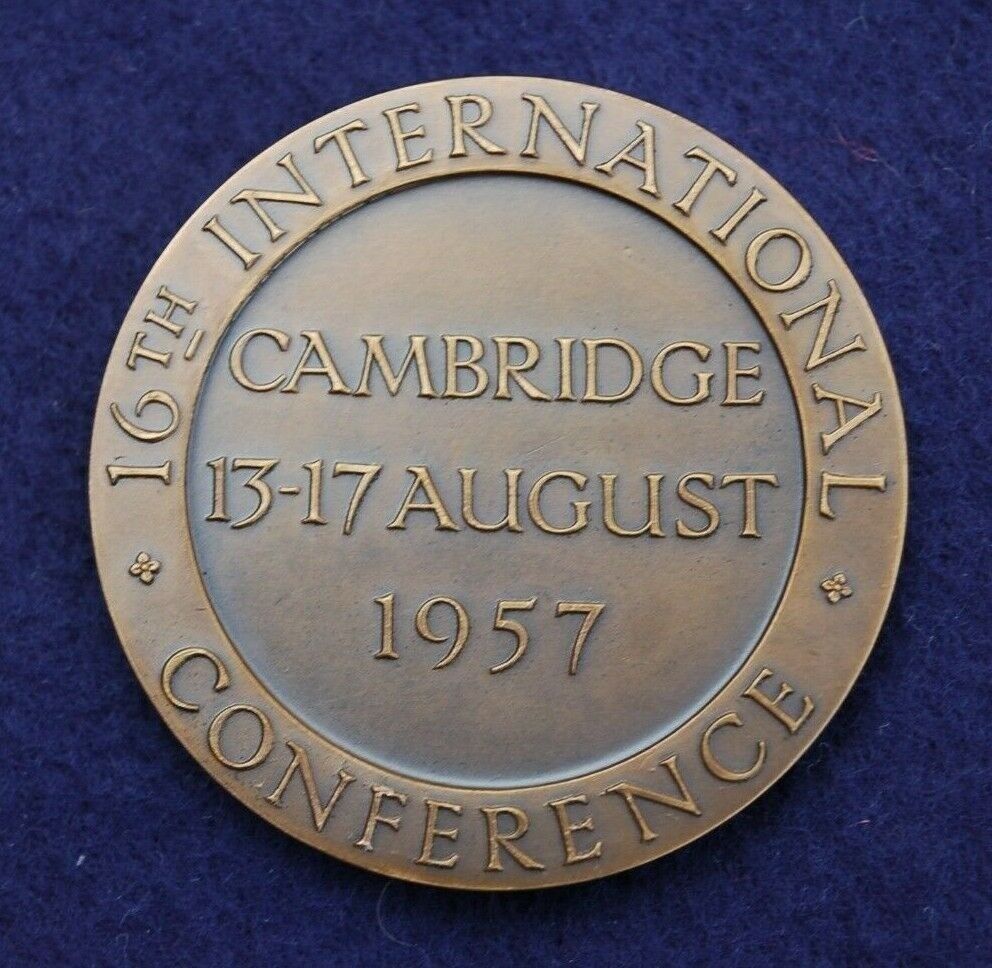 16TH INTERNATIONAL
CONFERENCE
CAMBRIDGE
13-17 AUGUST
1957